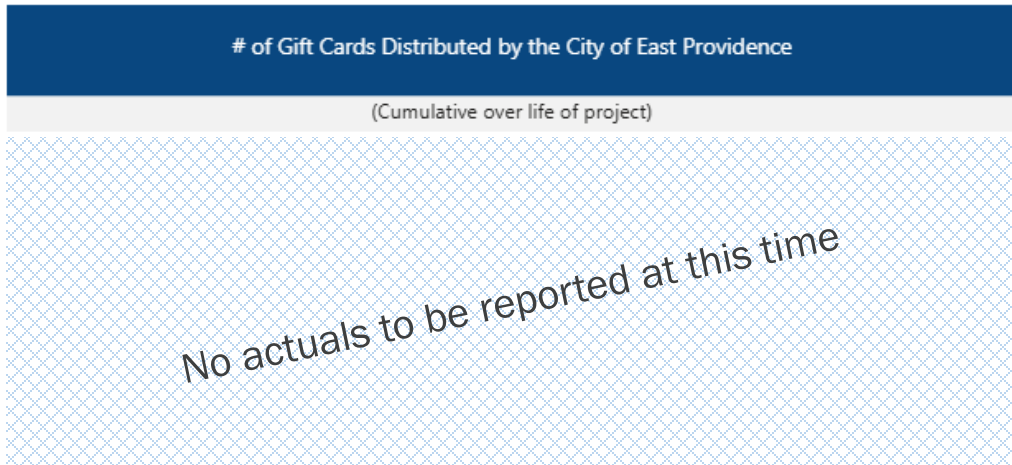 # of Gift Cards Distributed by the City of East Providence
(Cumulative over life of project)
No actuals to be reported at this time